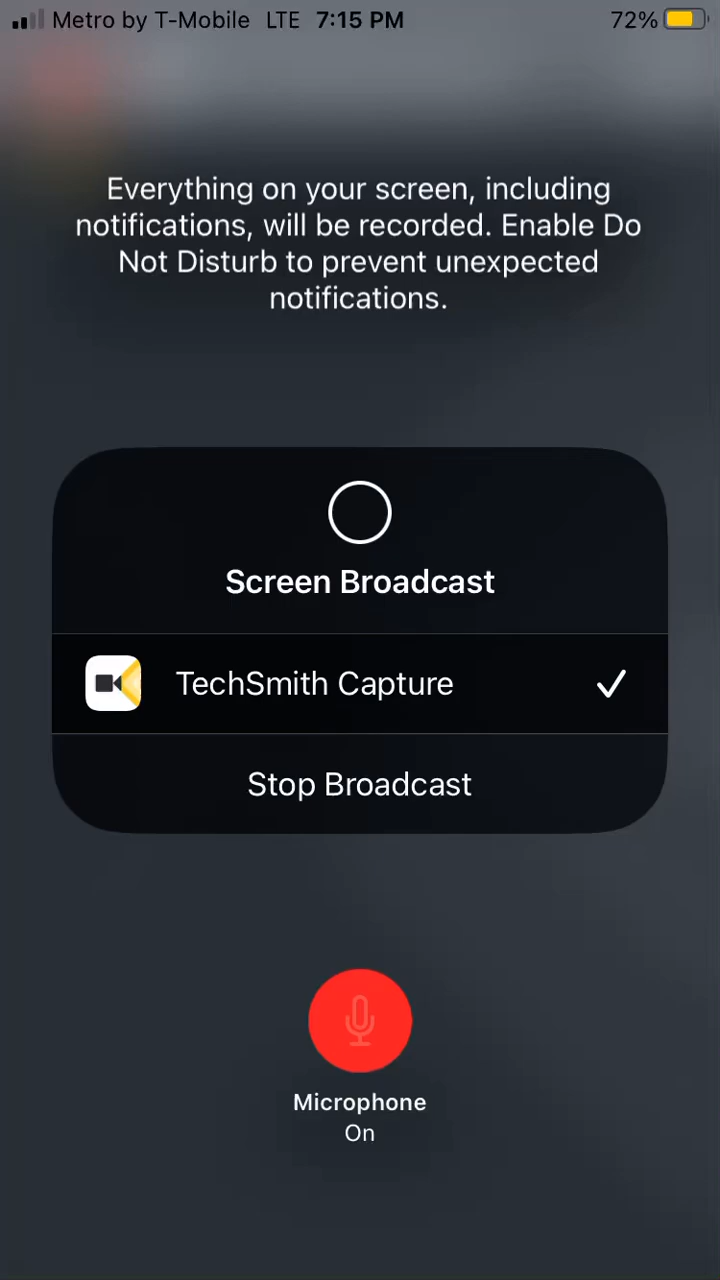 Metro by T-Mobile LTE 7:15 PM 72%
Everything on your screen, including
notifications, will be recorded. Enable Do
Not Disturb to prevent unexpected
notifications.
Screen Broadcast
TechSmith Capture
Stop Broadcast
Microphone
On